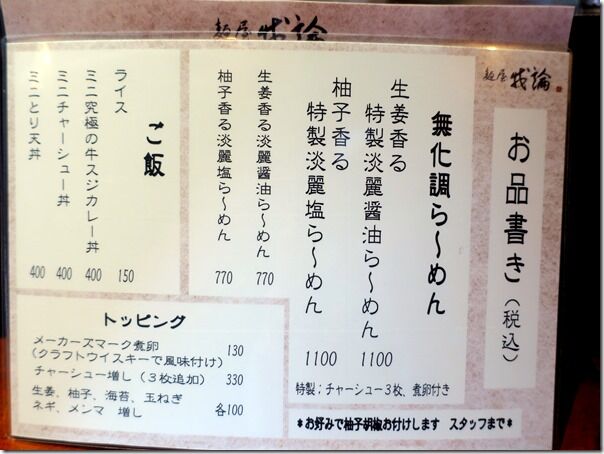 麺屋 我論
麺屋 我論
お品書き(税込)
無化調ら〜めん
生姜香る
特製淡麗醤油ら〜めん 1100
柚子香る
特製淡麗塩ら〜めん 1100
特製;チャーシュー3枚、煮卵付き
生姜香る淡麗醤油ら〜めん 770
柚子香る淡麗塩ら〜めん 770
ご飯
ライス 150
ミニ究極の牛スジカレー丼 400
ミニチャーシュー丼 400
ミニとり天丼 400
トッピング
メーカーズマーク煮卵 130
(クラフトウイスキーで風味付け)
チャーシュー増し(3枚追加) 330
生姜、柚子、海苔、玉ねぎ
ネギ、メンマ 増し 各100
*お好みで柚子胡椒お付けします スタッフまで*